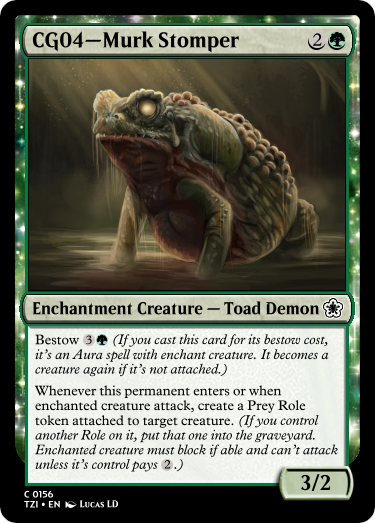 CG04—Murk Stomper 2
Enchantment Creature — Toad Demon
Bestow 3 (If you cast this card for its bestow cost,
it's an Aura spell with enchant creature. It becomes a
creature again if it's not attached.)
Whenever this permanent enters or when
enchanted creature attack, create a Prey Role
token attached to target creature. (If you control
another Role on it, put that one into the graveyard.
Enchanted creature must block if able and can't attack
unless it's control pays 2.)
3/2
C 0156
TZI • EN Lucas LD